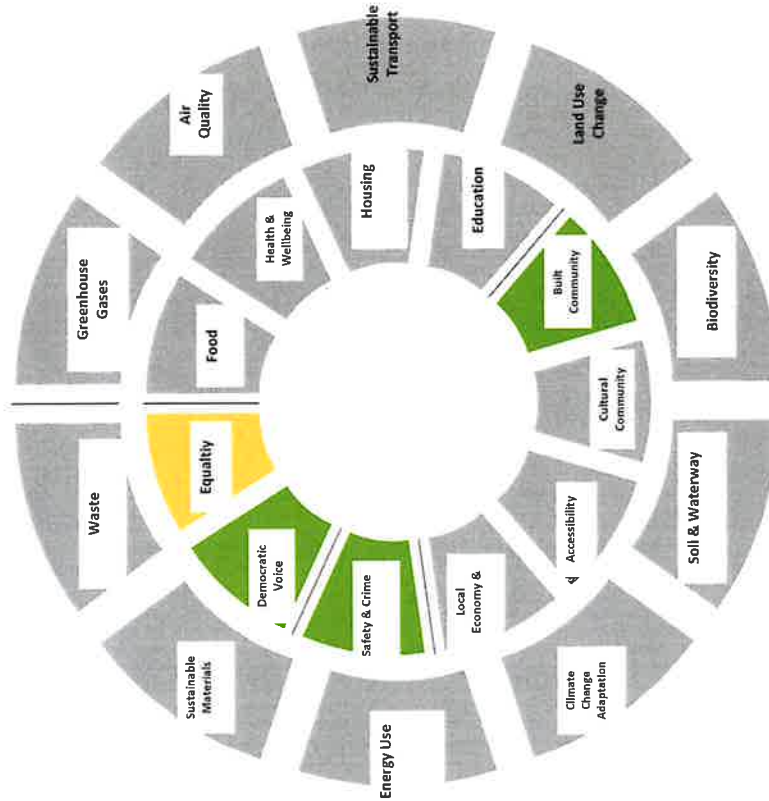 Greenhouse
Gases
Air
Quality
Sustainable
Transport
Land Use
Change
Biodiversity
Soil & Waterway
Climate
Change
Adaptation
Energy Use
Sustainable
Materials
Waste
Food
Health &
Wellbeing
Housing
Education
Built
Community
Cultural
Community
Accessibility
Local
Economy &
Safety & Crime
Democratic
Voice
Equaltiy